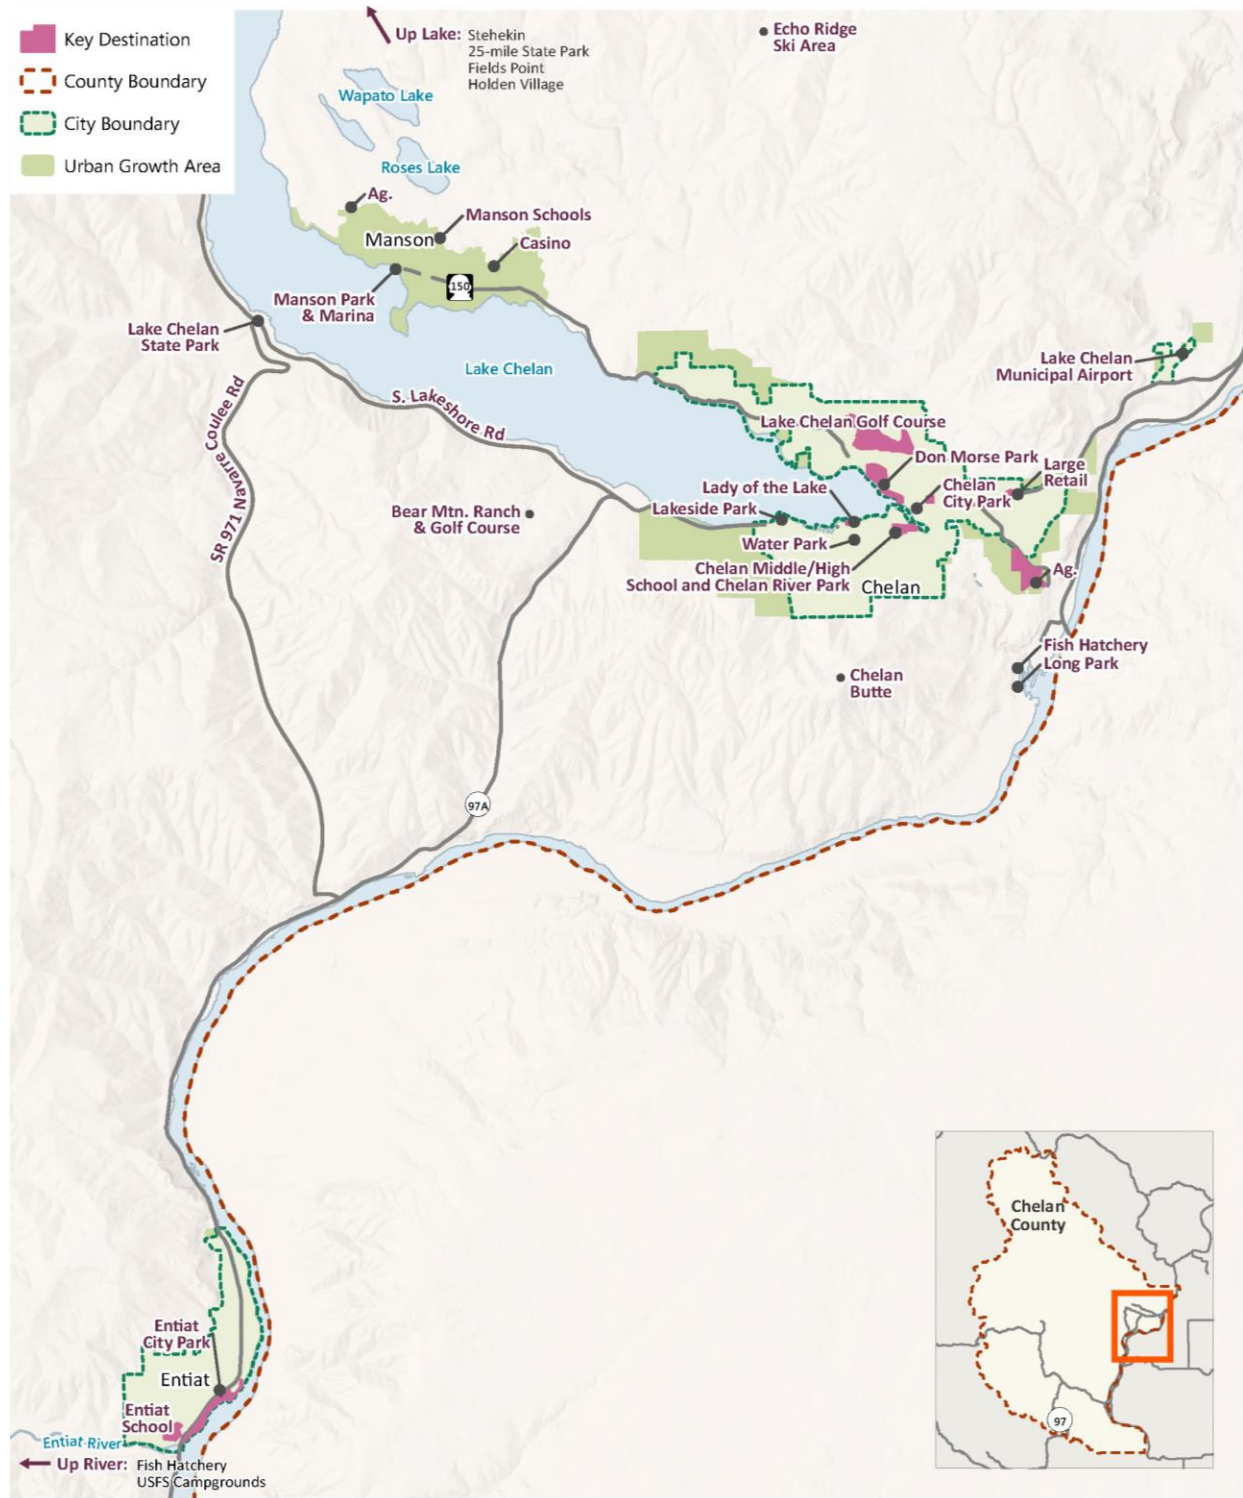 Key Destination
County Boundary
City Boundary
Urban Growth Area
Up Lake: Stehekin
25-mile State Park
Fields Point
Holden Village
Echo Ridge
Ski Area
Wapato Lake
Roses Lake
Ag.
Manson Schools
Manson
Casino
150
Manson Park
& Marina
Lake Chelan
State Park
Lake Chelan
S. Lakeshore Rd
SR 971 Navarre Coulee Rd
Lake Chelan
Municipal Airport
Lake Chelan Golf Course
Don Morse Park
Large
Retail
Chelan
City Park
Lady of the Lake
Lakeside Park
Water Park
Bear Mtn. Ranch
& Golf Course
Chelan Middle/High
School and Chelan River Park
Chelan
Ag.
Fish Hatchery
Long Park
Chelan
Butte
97A
Chelan
County
97
Entiat
City Park
Entiat
Entiat
School
Entiat River
Up River: Fish Hatchery
USFS Campgrounds